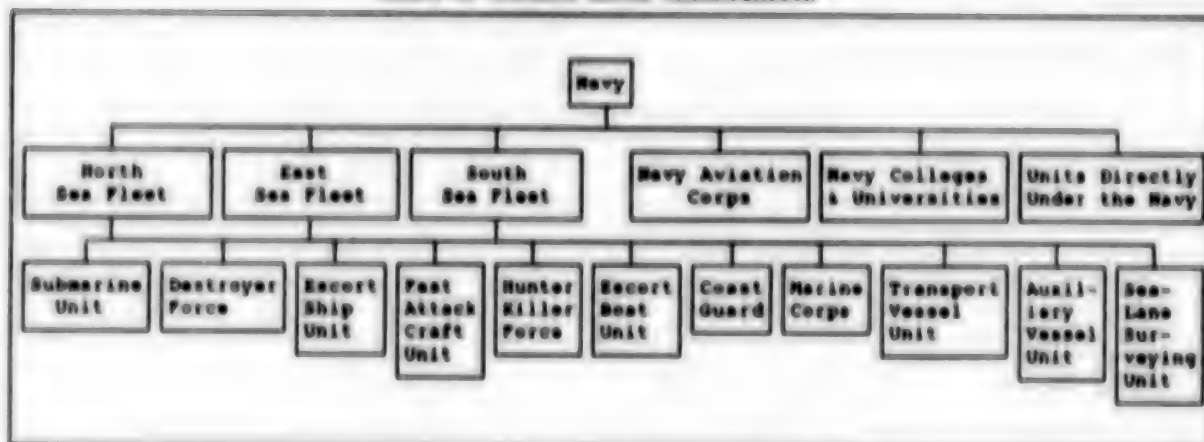 Navy
North
Sea Fleet
East
Sea Fleet
South
Sea Fleet
Navy Aviation
Corps
Navy Colleges
& Universities
Units Directly
Under the Navy
Submarine
Unit
Destroyer
Force
Escort
Ship
Unit
Fast
Attack
Craft
Unit
Hunter
Killer
Force
Escort
Boat
Unit
Coast
Guard
Marine
Corps
Transport
Vessel
Unit
Auxil-
iary
Vessel
Unit
Sea-
Lane
Sur-
veying
Unit